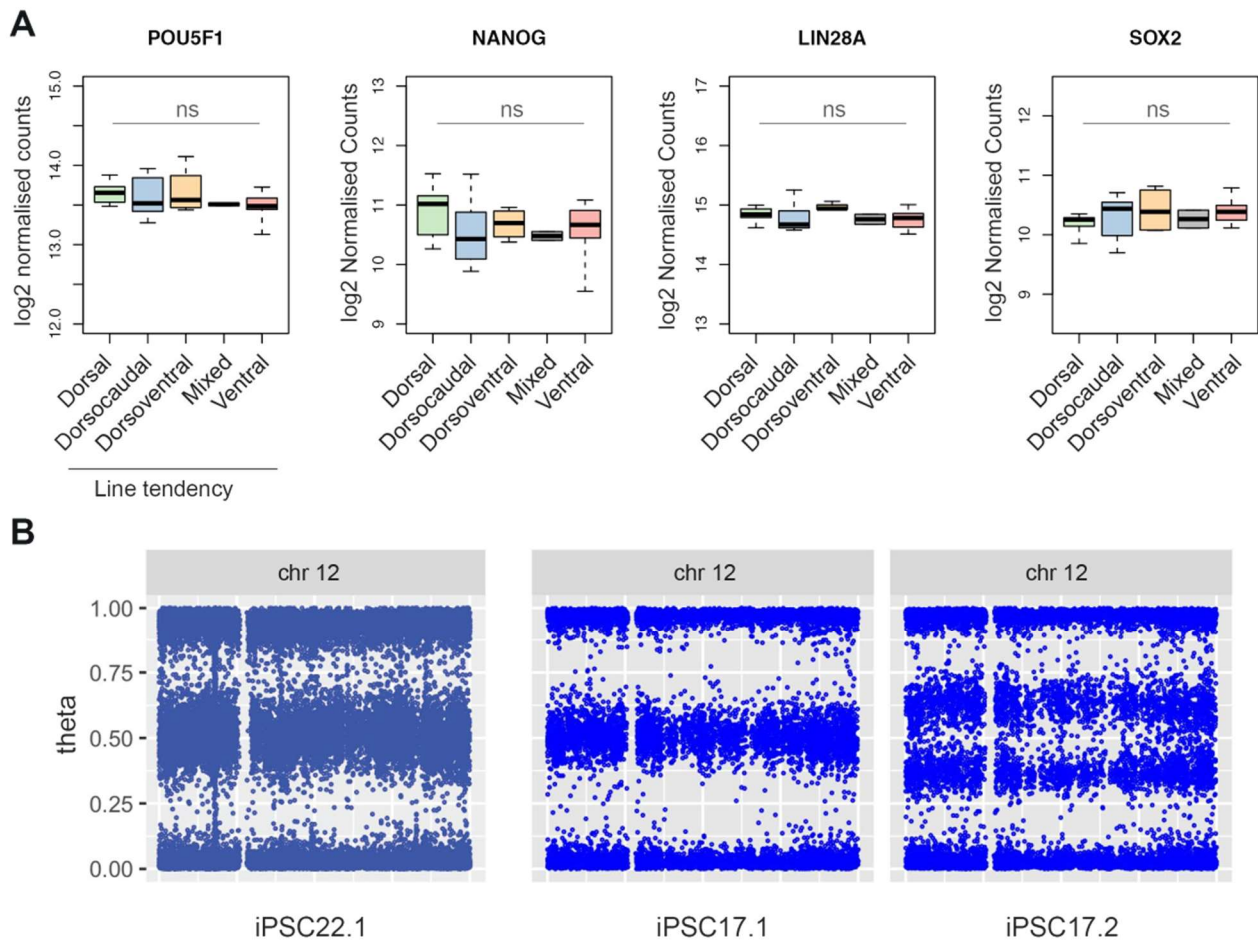 A
POU5F1
NANOG
LIN28A
SOX2
log2 normalised counts
15.0
14.0
13.0
12.0
ns
Dorsal
Dorsocaudal
Dorsoventral
Mixed
Ventral
Line tendency
log2 Normalised Counts
13
12
11
10
9
ns
Dorsal
Dorsocaudal
Dorsoventral
Mixed
Ventral
log2 Normalised Counts
17
16
15
14
13
ns
Dorsal
Dorsocaudal
Dorsoventral
Mixed
Ventral
log2 Normalised Counts
12
11
10
9
ns
Dorsal
Dorsocaudal
Dorsoventral
Mixed
Ventral
B
chr 12
chr 12
chr 12
theta
1.00
0.75
0.50
0.25
0.00
iPSC22.1
iPSC17.1
iPSC17.2